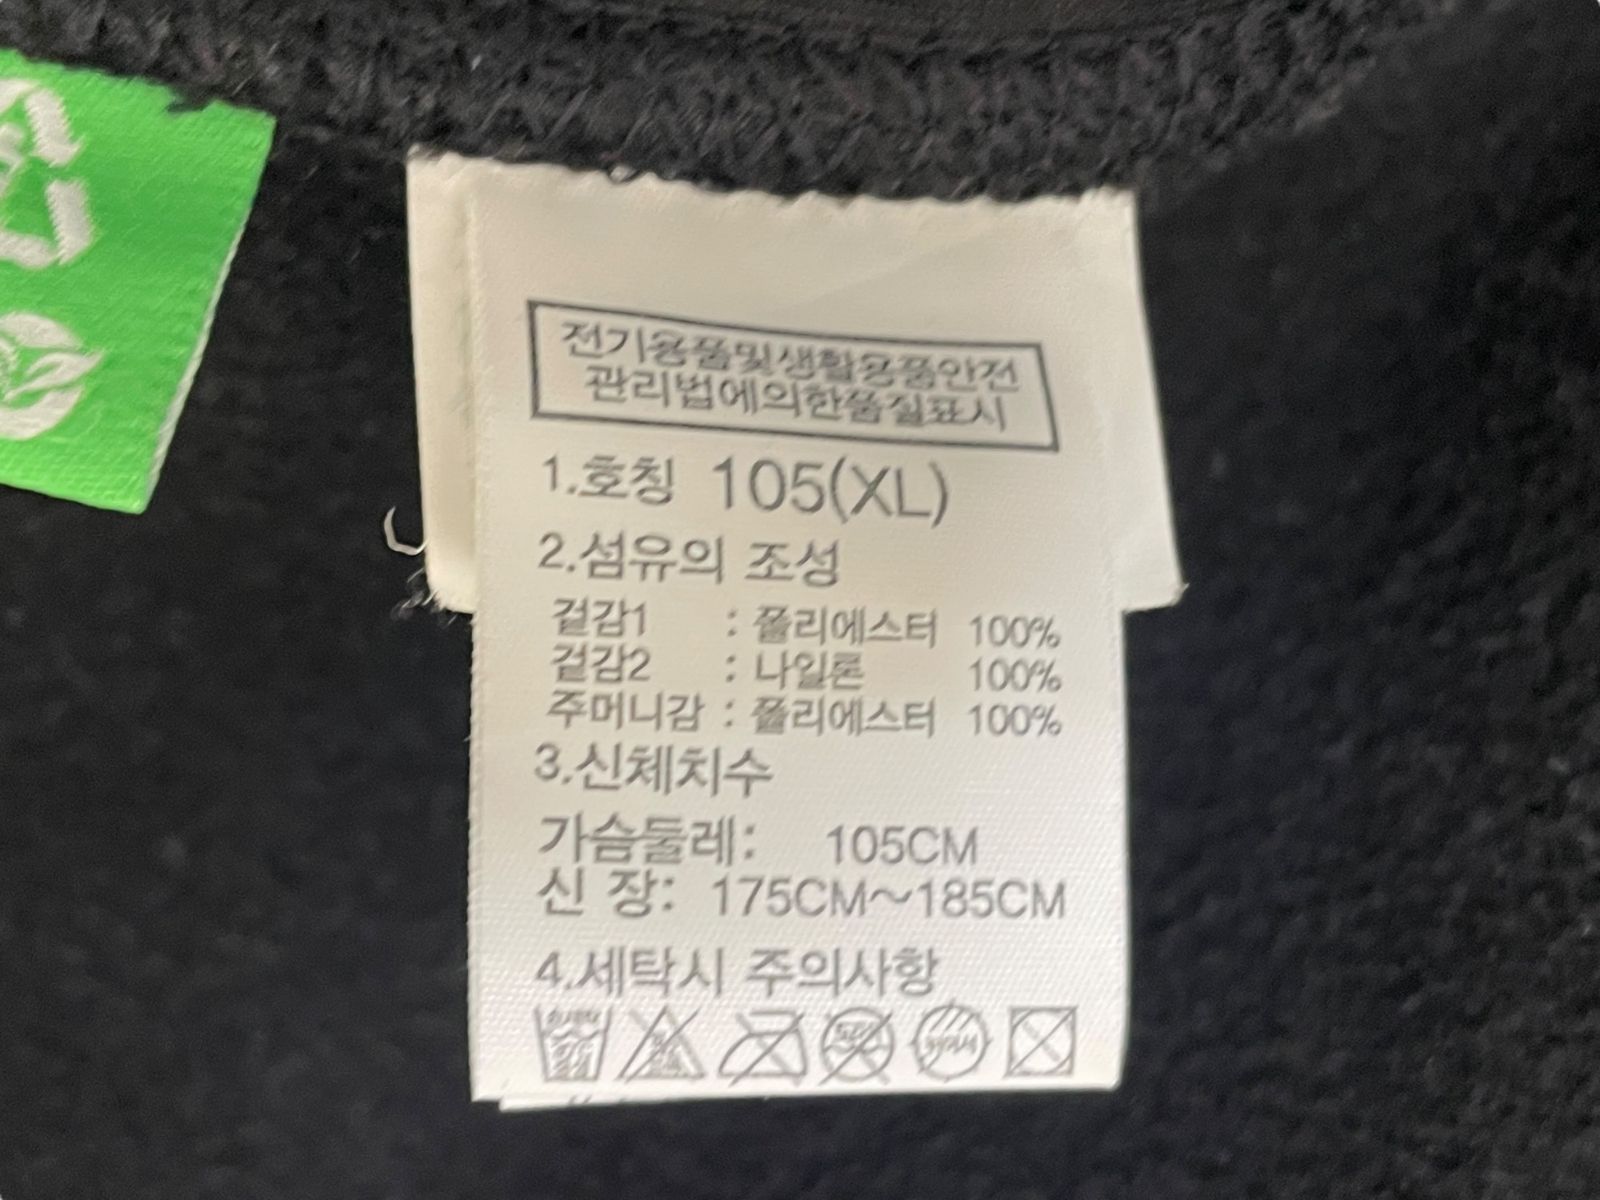 전기용품및생활용품안전
관리법에의한품질표시
1.호칭 105(XL)
2.섬유의 조성
겉감1 : 폴리에스터 100%
겉감2 : 나일론 100%
주머니감 : 폴리에스터 100%
3.신체치수
가슴둘레: 105CM
신 장: 175CM~185CM
4.세탁시 주의사항